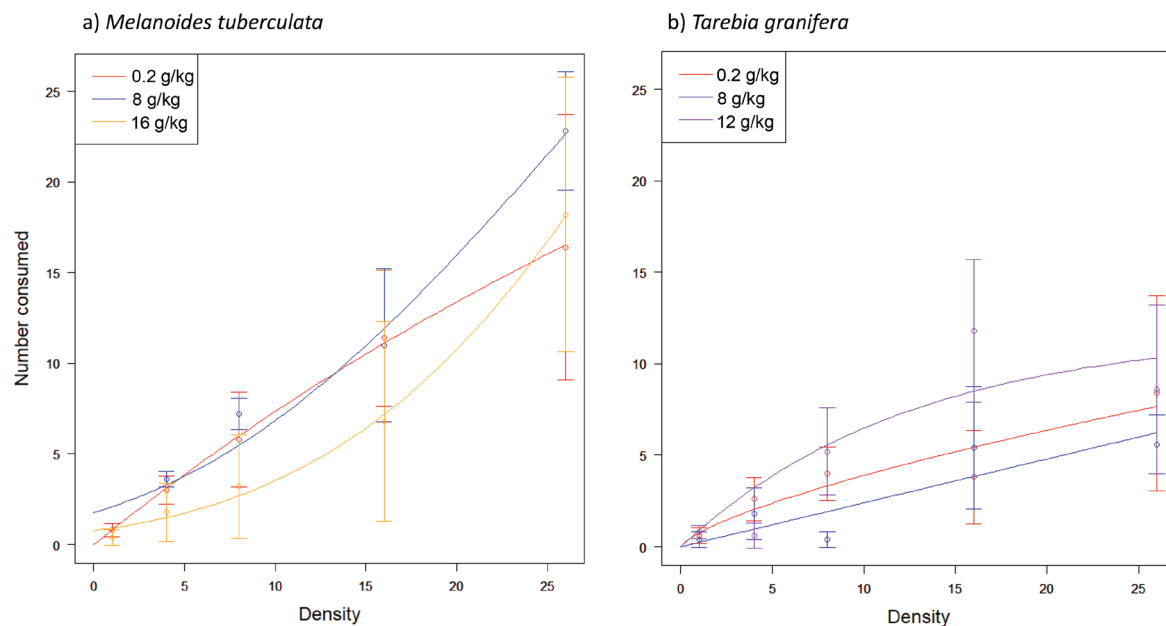 a) Melanoides tuberculata
0.2 g/kg
8 g/kg
16 g/kg
Number consumed
25
20
15
10
5
0
0 5 10 15 20 25
Density
b) Tarebia granifera
0.2 g/kg
8 g/kg
12 g/kg
25
20
15
10
5
0
0 5 10 15 20 25
Density